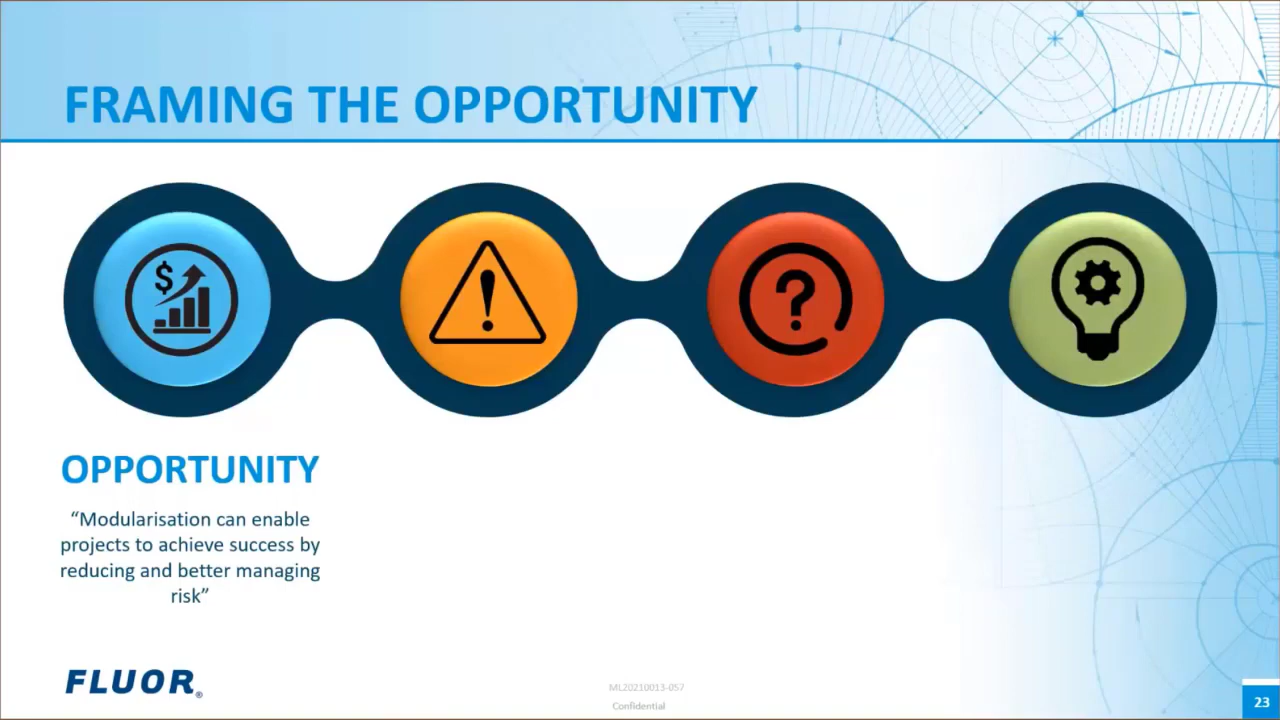 FRAMING THE OPPORTUNITY
$
!
?
OPPORTUNITY
“Modularisation can enable
projects to achieve success by
reducing and better managing
risk”
FLUOR®
ML20210013-057
Confidential
23